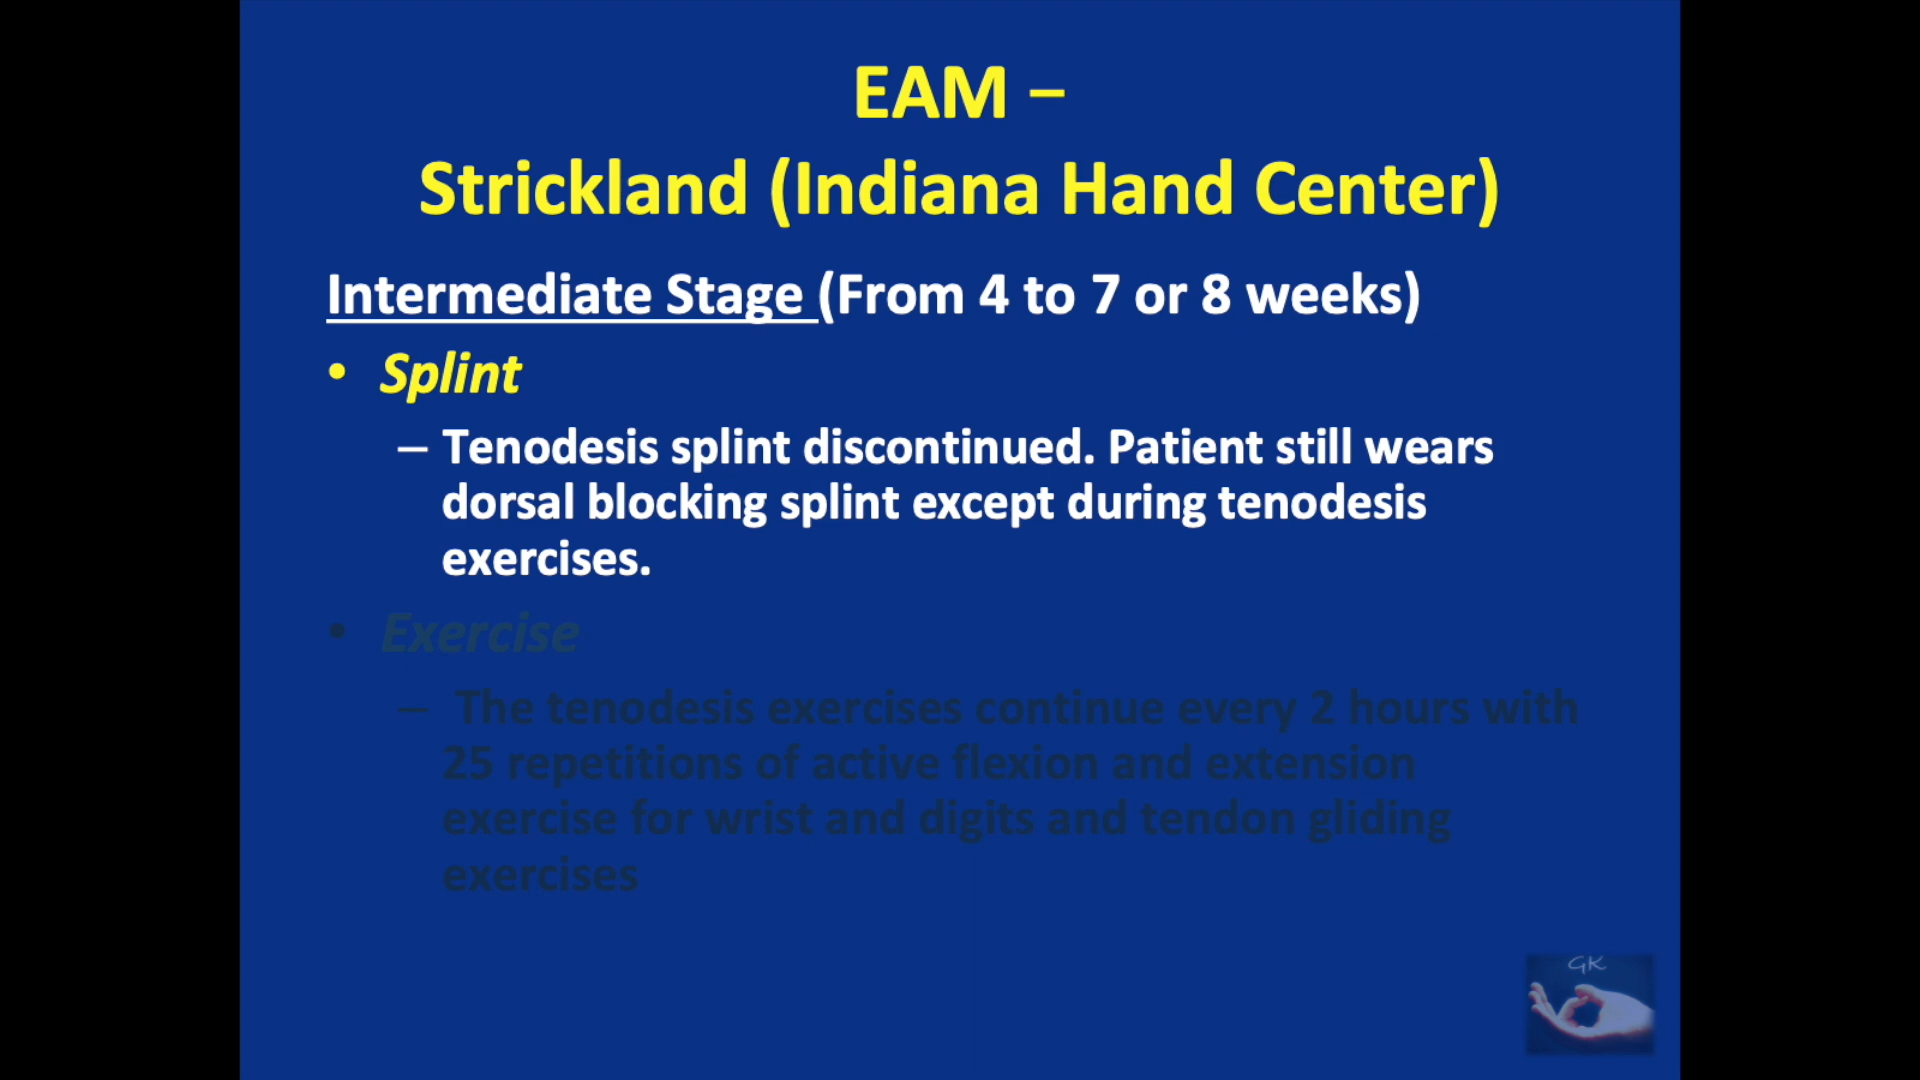 EAM –
Strickland (Indiana Hand Center)
Intermediate Stage (From 4 to 7 or 8 weeks)
• Splint
– Tenodesis splint discontinued. Patient still wears
dorsal blocking splint except during tenodesis
exercises.
• Exercise
– The tenodesis exercises continue every 2 hours with
25 repetitions of active flexion and extension
exercise for wrist and digits and tendon gliding
exercises
GK